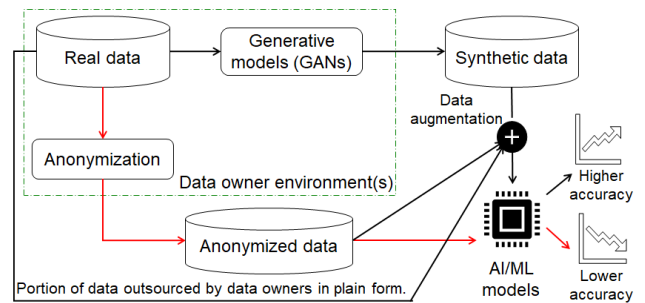 Real data
Generative
models (GANs)
Synthetic data
Data
augmentation
+
Anonymization
Data owner environment(s)
Higher
accuracy
Anonymized data
AI/ML
models
Lower
accuracy
Portion of data outsourced by data owners in plain form.